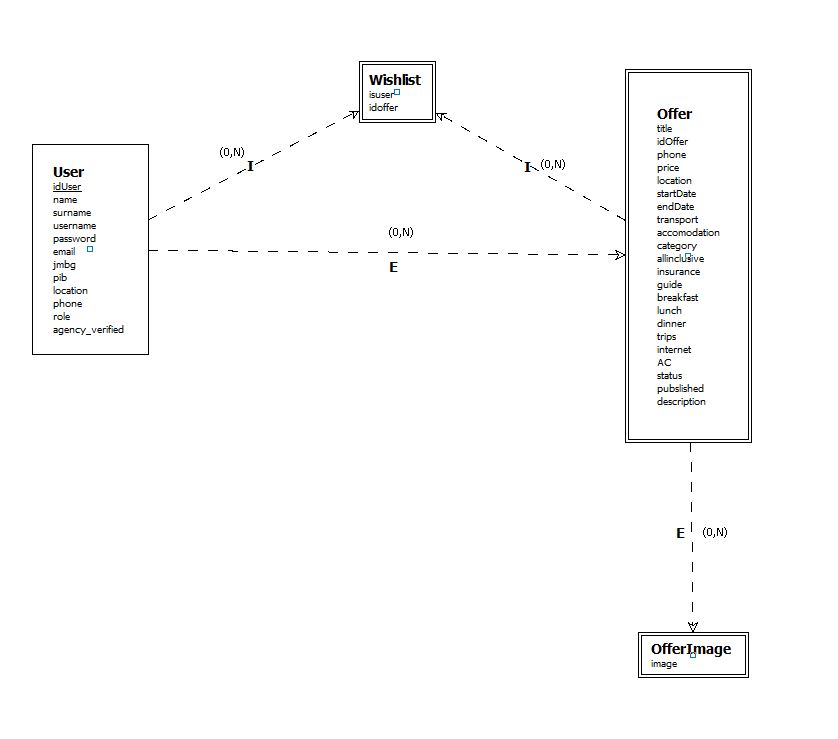 Wishlist
isuser
idoffer
(0,N)
I
I
(0,N)
User
idUser
name
surname
username
password
email
jmbg
pib
location
phone
role
agency_verified
(0,N)
E
Offer
title
idOffer
phone
price
location
startDate
endDate
transport
accomodation
category
allinclusive
insurance
guide
breakfast
lunch
dinner
trips
internet
AC
status
pubslished
description
E
(0,N)
OfferImage
image